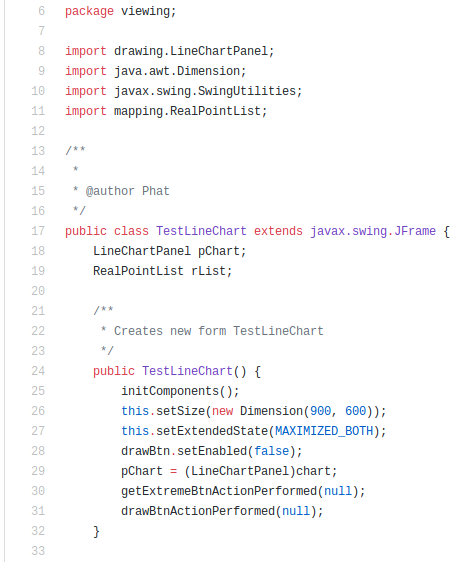 6 package viewing;
7
8 import drawing.LineChartPanel;
9 import java.awt.Dimension;
10 import javax.swing.SwingUtilities;
11 import mapping.RealPointList;
12
13 /**
14  *
15  * @author Phat
16  */
17 public class TestLineChart extends javax.swing.JFrame {
18     LineChartPanel pChart;
19     RealPointList rList;
20
21     /**
22      * Creates new form TestLineChart
23      */
24     public TestLineChart() {
25         initComponents();
26         this.setSize(new Dimension(900, 600));
27         this.setExtendedState(MAXIMIZED_BOTH);
28         drawBtn.setEnabled(false);
29         pChart = (LineChartPanel)chart;
30         getExtremeBtnActionPerformed(null);
31         drawBtnActionPerformed(null);
32     }
33